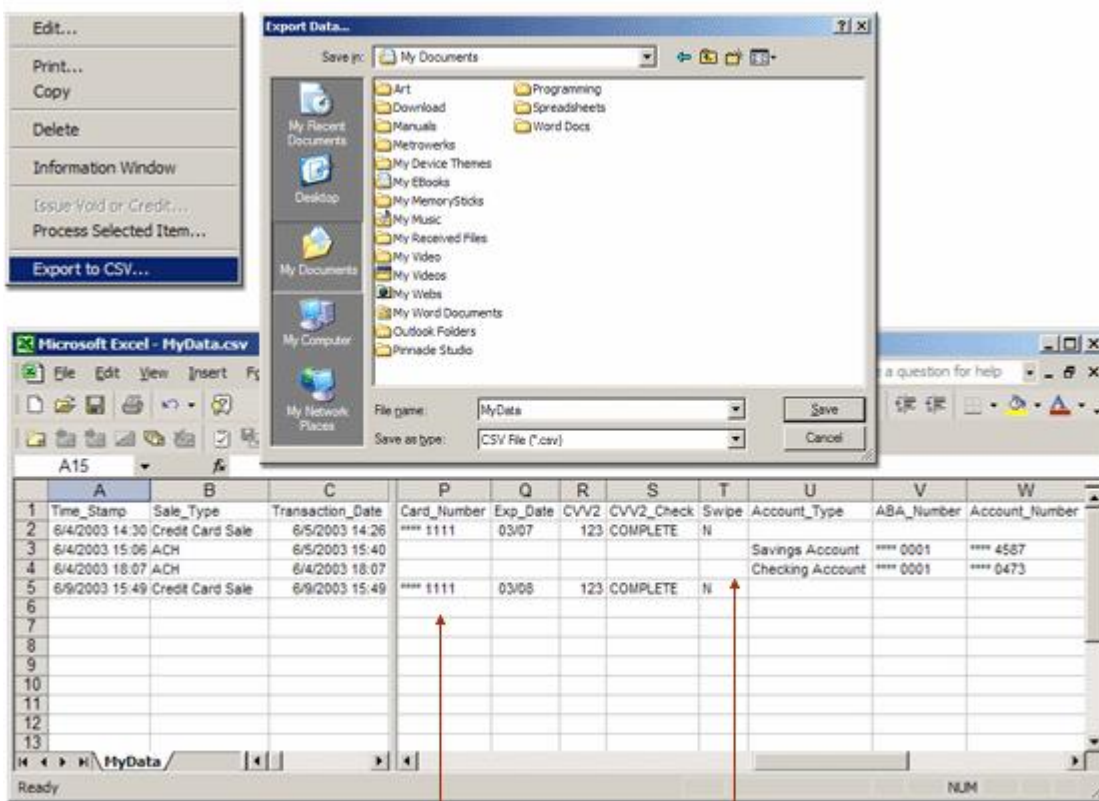 Edit...
Print...
Copy
Delete
Information Window
Issue Void or Credit...
Process Selected Item...
Export to CSV...
Export Data...
Save in: My Documents
My Recent Documents
Desktop
My Documents
My Computer
My Network Places
Art
Download
Manuals
Metrowerks
My Device Themes
My EBooks
My MemorySticks
My Music
My Received Files
My Video
My Videos
My Webs
My Word Documents
Outlook Folders
Pinnacle Studio
Programming
Spreadsheets
Word Docs
File name: MyData Save
Save as type: CSV File (*.csv) Cancel
Microsoft Excel - MyData.csv
File Edit View Insert a question for help
A15 fx
A B C P Q R S T U V W
1 Time_Stamp Sale_Type Transaction_Date Card_Number Exp_Date CVV2 CVV2_Check Swipe Account_Type ABA_Number Account_Number
2 6/4/2003 14:30 Credit Card Sale 6/5/2003 14:26 **** 1111 03/07 123 COMPLETE N
3 6/4/2003 15:06 ACH 6/5/2003 15:40 Savings Account **** 0001 **** 4587
4 6/4/2003 18:07 ACH 6/4/2003 18:07 Checking Account **** 0001 **** 0473
5 6/9/2003 15:49 Credit Card Sale 6/9/2003 15:49 **** 1111 03/08 123 COMPLETE N
6
7
8
9
10
11
12
13
MyData
Ready NUM